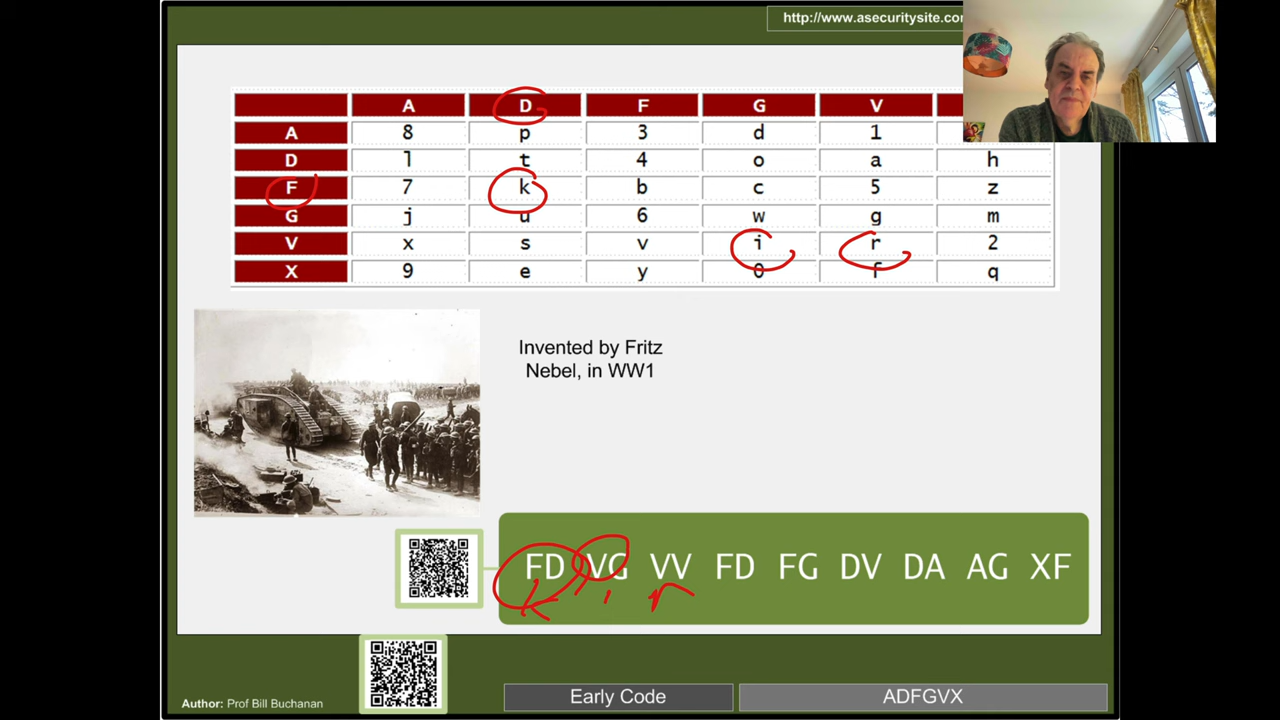 http://www.asecuritysite.co
A D F G V
A 8 p 3 d 1
D l t 4 o a h
F 7 k b c 5 z
G j u 6 w g m
V x s v i r 2
X 9 e y 0 f q
Invented by Fritz
Nebel, in WW1
FD VG VV FD FG DV DA AG XF
K i r
Author: Prof Bill Buchanan
Early Code
ADFGVX